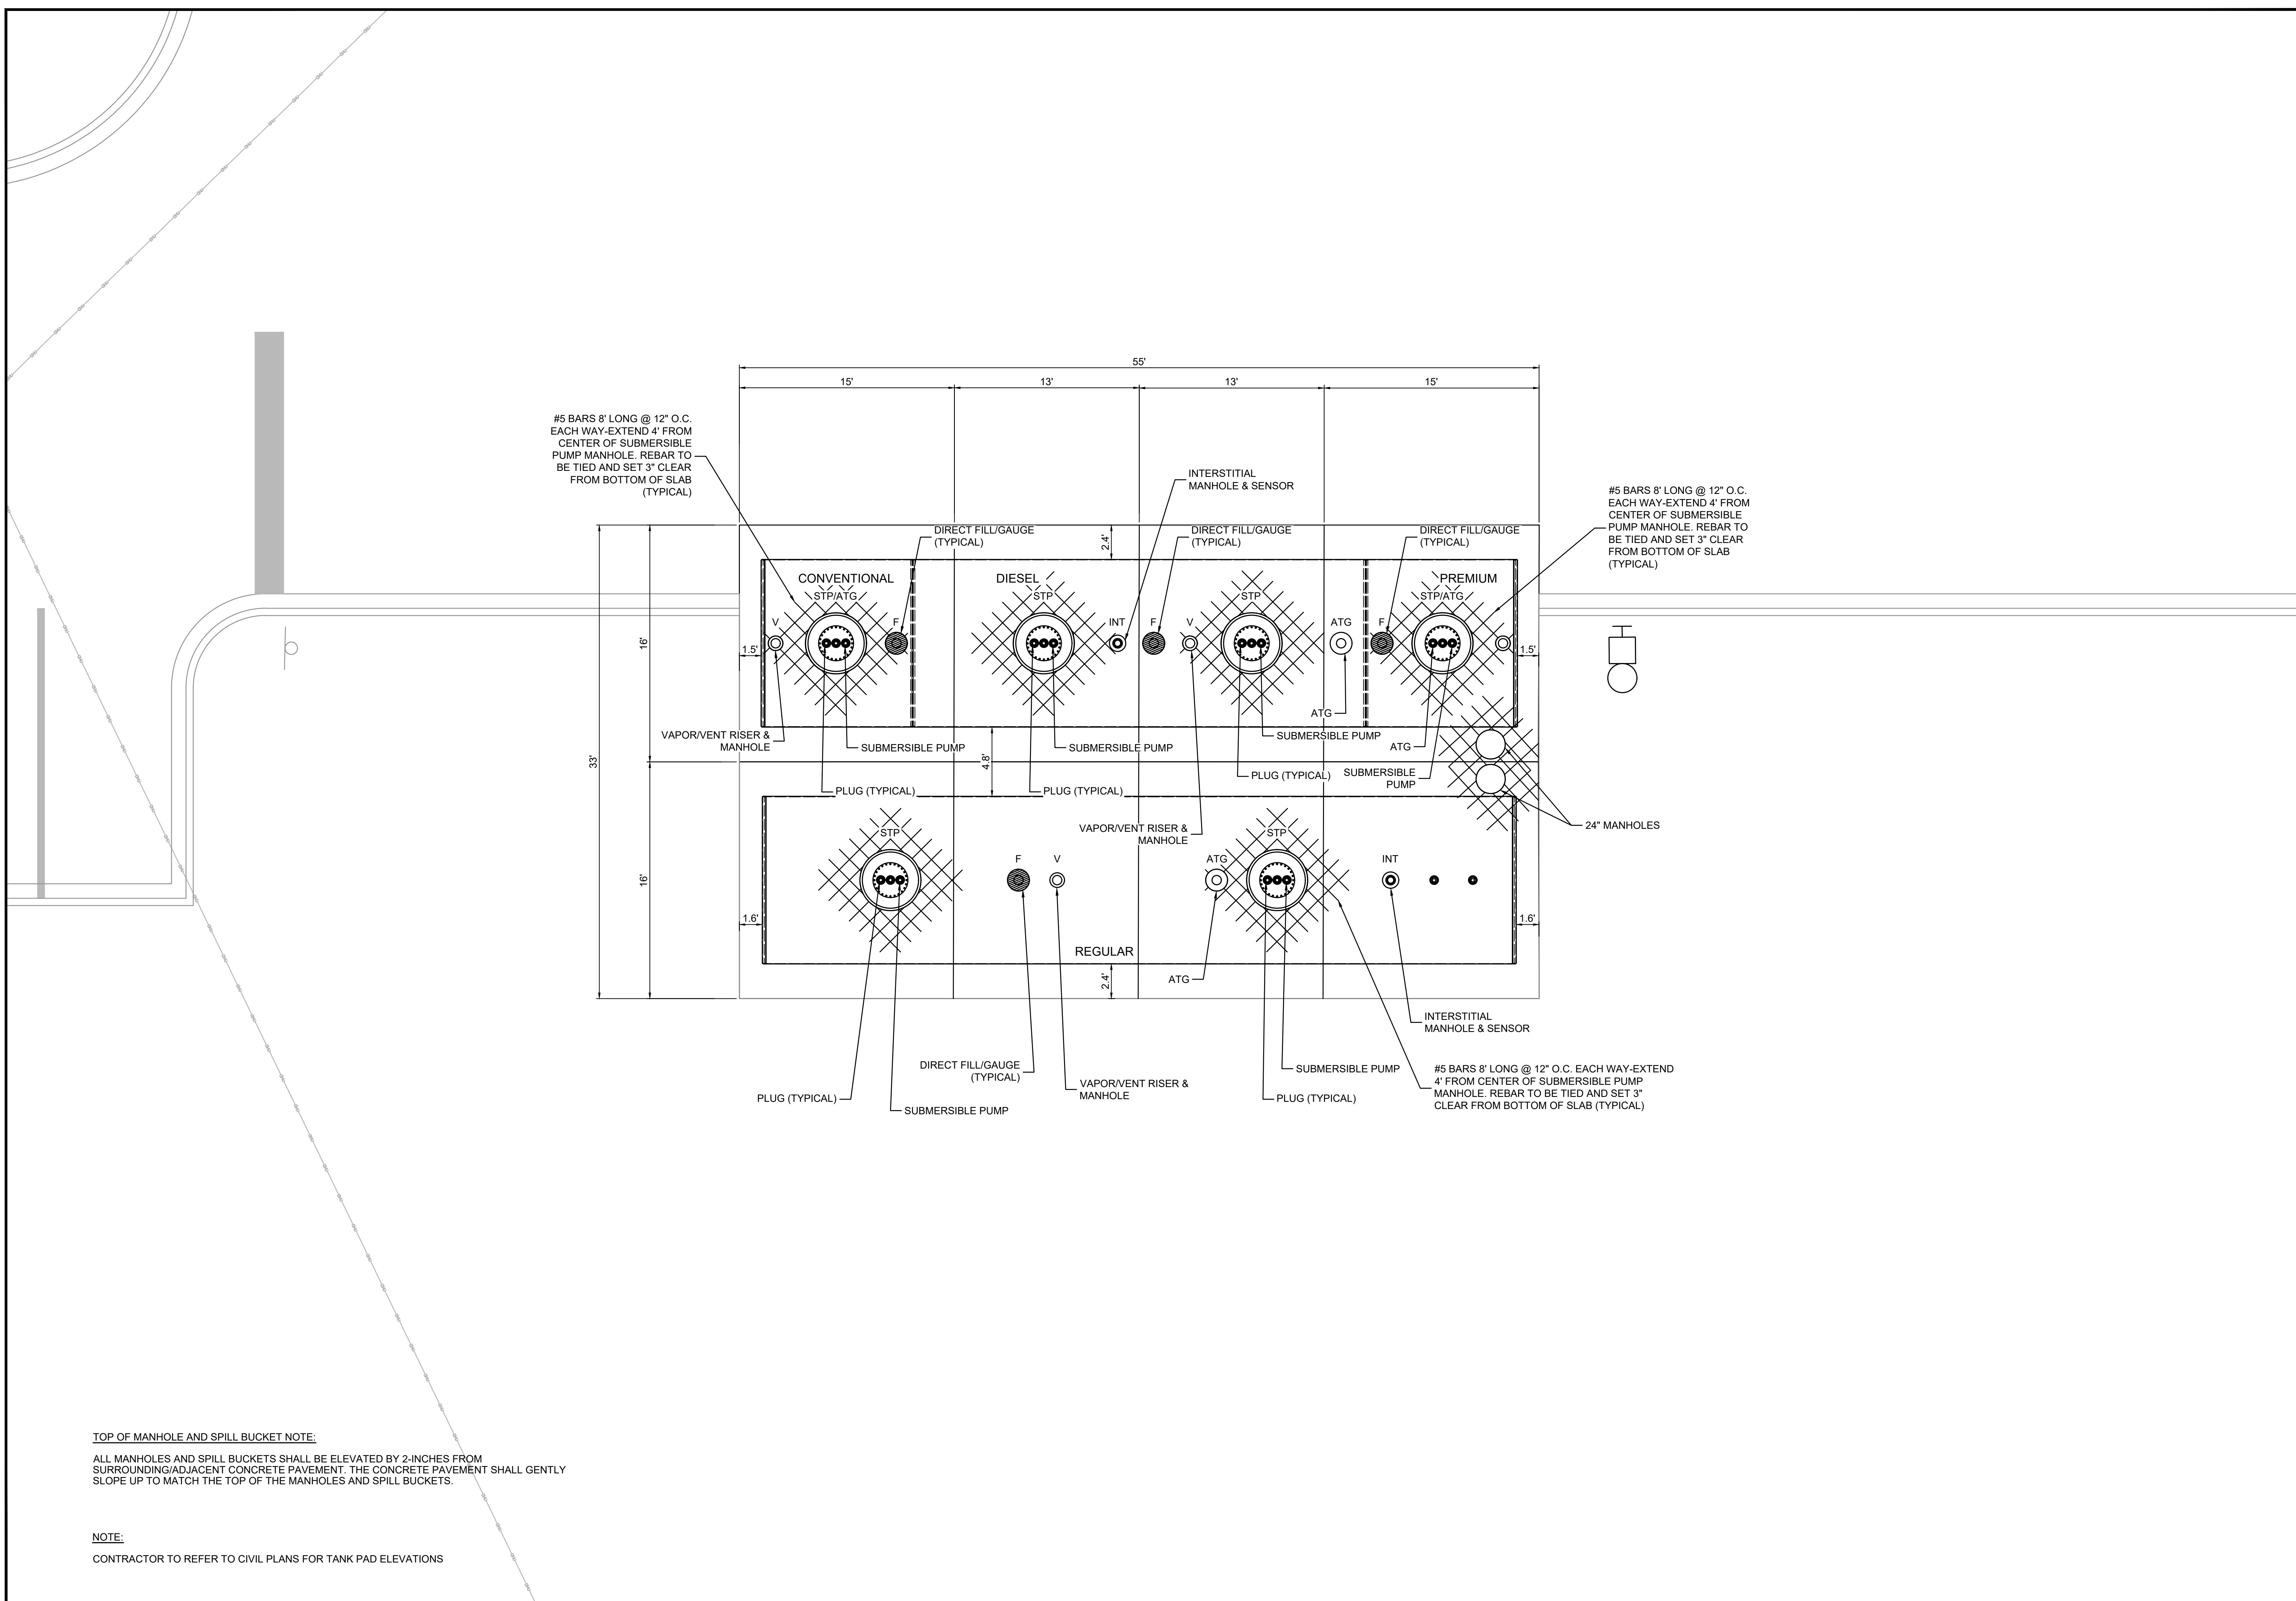 55'
15'
13'
13'
15'
#5 BARS 8' LONG @ 12" O.C.
EACH WAY-EXTEND 4' FROM
CENTER OF SUBMERSIBLE
PUMP MANHOLE. REBAR TO
BE TIED AND SET 3" CLEAR
FROM BOTTOM OF SLAB
(TYPICAL)
INTERSTITIAL
MANHOLE & SENSOR
#5 BARS 8' LONG @ 12" O.C.
EACH WAY-EXTEND 4' FROM
CENTER OF SUBMERSIBLE
PUMP MANHOLE. REBAR TO
BE TIED AND SET 3" CLEAR
FROM BOTTOM OF SLAB
(TYPICAL)
DIRECT FILL/GAUGE
(TYPICAL)
2.4'
DIRECT FILL/GAUGE
(TYPICAL)
DIRECT FILL/GAUGE
(TYPICAL)
CONVENTIONAL
DIESEL
PREMIUM
STP/ATG
STP
STP
STP/ATG
V
F
INT
F
V
ATG
F
16'
1.5'
1.5'
ATG
VAPOR/VENT RISER &
MANHOLE
SUBMERSIBLE PUMP
SUBMERSIBLE PUMP
SUBMERSIBLE PUMP
ATG
33'
4.8'
PLUG (TYPICAL)
SUBMERSIBLE
PUMP
PLUG (TYPICAL)
PLUG (TYPICAL)
24" MANHOLES
VAPOR/VENT RISER &
MANHOLE
STP
STP
F
V
ATG
INT
16'
1.6'
1.6'
REGULAR
2.4'
ATG
INTERSTITIAL
MANHOLE & SENSOR
DIRECT FILL/GAUGE
(TYPICAL)
VAPOR/VENT RISER &
MANHOLE
SUBMERSIBLE PUMP
#5 BARS 8' LONG @ 12" O.C. EACH WAY-EXTEND
4' FROM CENTER OF SUBMERSIBLE PUMP
MANHOLE. REBAR TO BE TIED AND SET 3"
CLEAR FROM BOTTOM OF SLAB (TYPICAL)
PLUG (TYPICAL)
SUBMERSIBLE PUMP
PLUG (TYPICAL)
TOP OF MANHOLE AND SPILL BUCKET NOTE:
ALL MANHOLES AND SPILL BUCKETS SHALL BE ELEVATED BY 2-INCHES FROM
SURROUNDING/ADJACENT CONCRETE PAVEMENT. THE CONCRETE PAVEMENT SHALL GENTLY
SLOPE UP TO MATCH THE TOP OF THE MANHOLES AND SPILL BUCKETS.
NOTE:
CONTRACTOR TO REFER TO CIVIL PLANS FOR TANK PAD ELEVATIONS